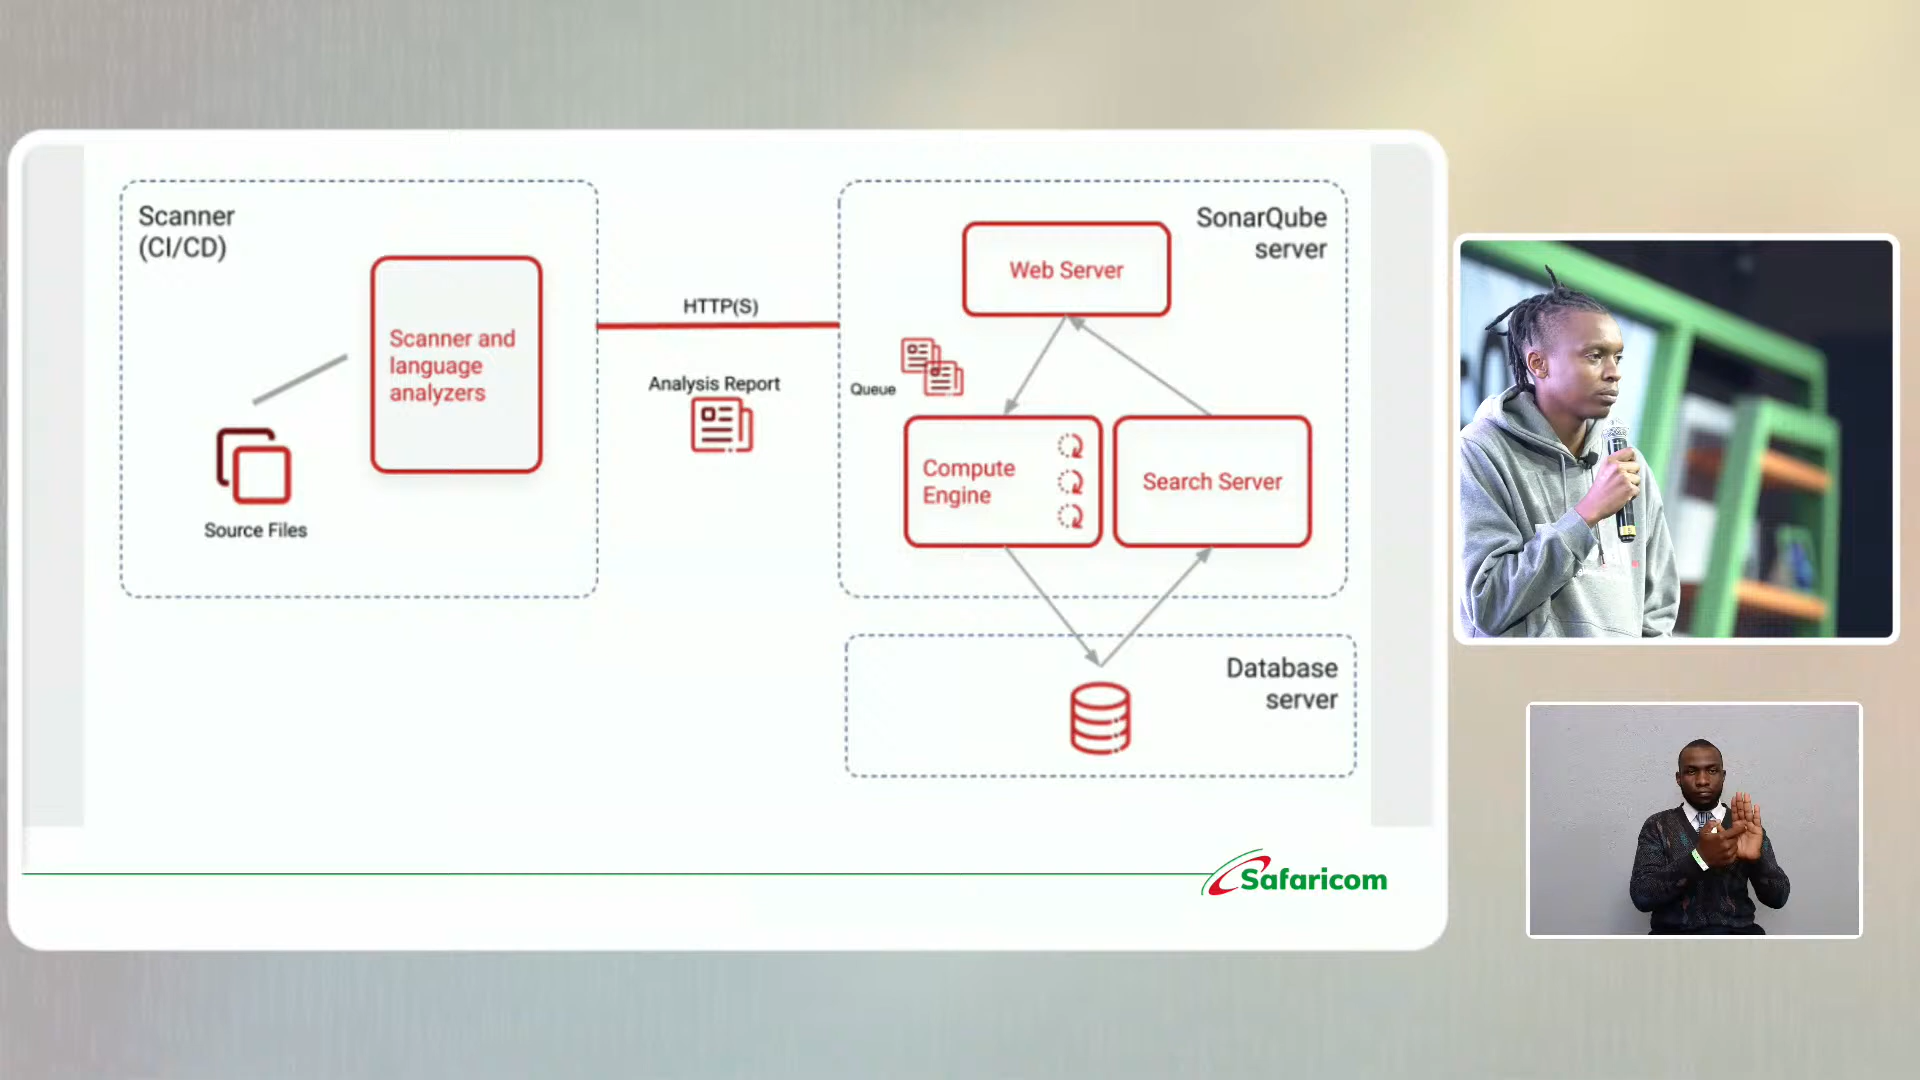 Scanner
(CI/CD)
Scanner and
language
analyzers
Source Files
HTTP(S)
Analysis Report
SonarQube
server
Web Server
Queue
Compute
Engine
Search Server
Database
server
Safaricom